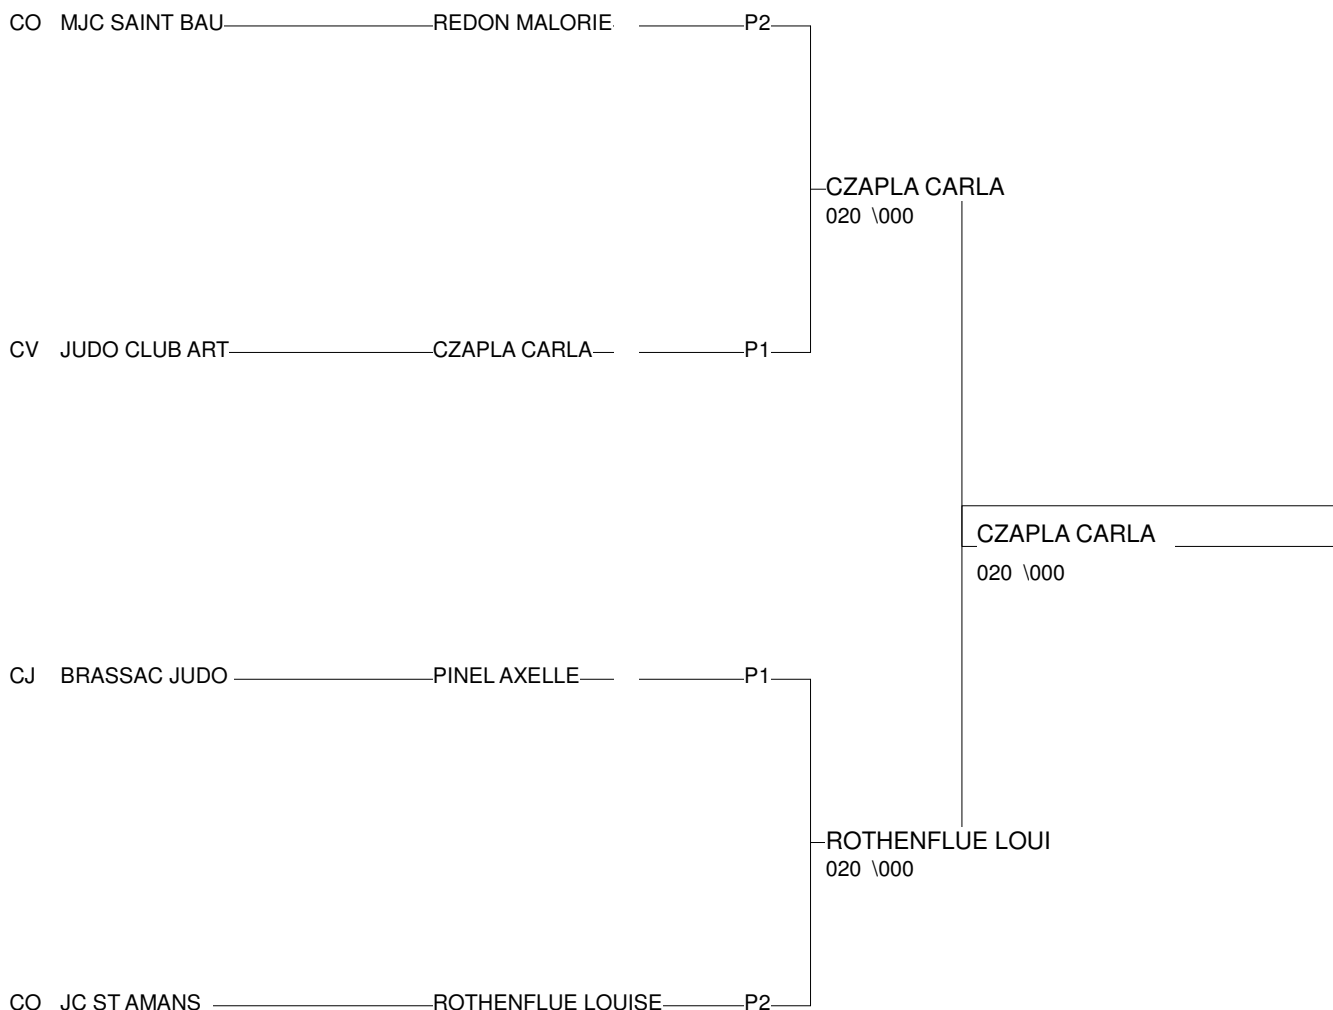 CO MJC SAINT BAU REDON MALORIE P2
CZAPLA CARLA
020 \000
CV JUDO CLUB ART CZAPLA CARLA P1
CZAPLA CARLA
020 \000
CJ BRASSAC JUDO PINEL AXELLE P1
ROTHENFLUE LOUI
020 \000
CO JC ST AMANS ROTHENFLUE LOUISE P2